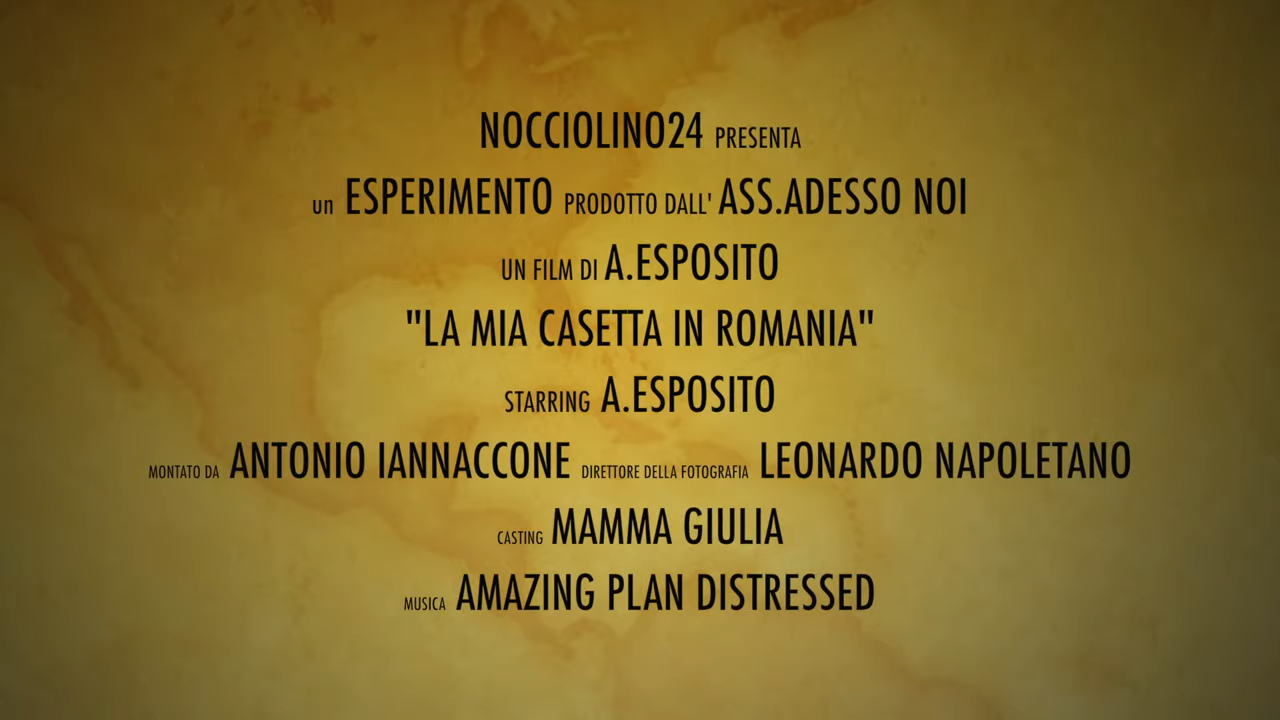 NOCCIOLINO24 PRESENTA
un ESPERIMENTO PRODOTTO DALL' ASS.ADESSO NOI
UN FILM DI A.ESPOSITO
"LA MIA CASETTA IN ROMANIA"
STARRING A.ESPOSITO
MONTATO DA ANTONIO IANNACCONE DIRETTORE DELLA FOTOGRAFIA LEONARDO NAPOLETANO
CASTING MAMMA GIULIA
MUSICA AMAZING PLAN DISTRESSED